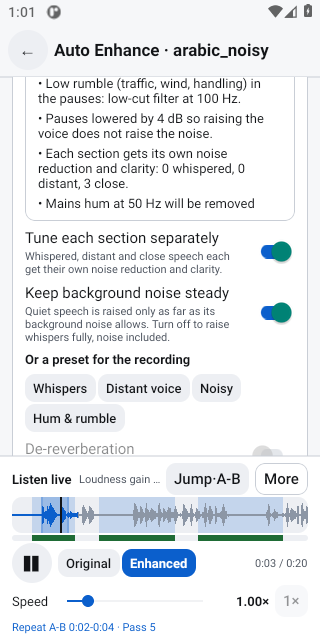 1:01
← Auto Enhance · arabic_noisy
• Low rumble (traffic, wind, handling) in
the pauses: low-cut filter at 100 Hz.
• Pauses lowered by 4 dB so raising the
voice does not raise the noise.
• Each section gets its own noise
reduction and clarity: 0 whispered, 0
distant, 3 close.
• Mains hum at 50 Hz will be removed
Tune each section separately
Whispered, distant and close speech each
get their own noise reduction and clarity.
Keep background noise steady
Quiet speech is raised only as far as its
background noise allows. Turn off to raise
whispers fully, noise included.
Or a preset for the recording
Whispers Distant voice Noisy
Hum & rumble
De-reverberation
Listen live Loudness gain ... Jump·A-B More
Original Enhanced 0:03 / 0:20
Speed 1.00× 1×
Repeat A-B 0:02-0:04 · Pass 5